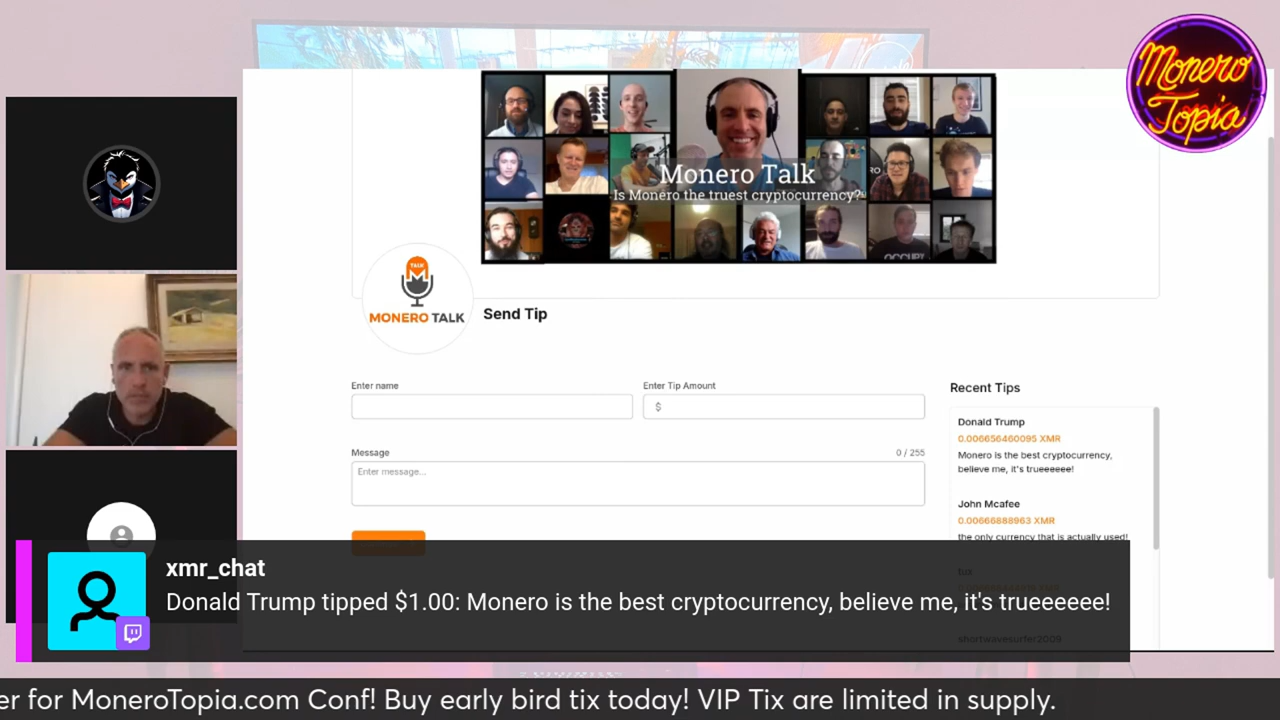 Monero
Topia
Monero Talk
Is Monero the truest cryptocurrency?
OCCUPY
TALK
MONERO TALK
Send Tip
Enter name
Enter Tip Amount
$
Message
0 / 255
Enter message...
Recent Tips
Donald Trump
0.006656460095 XMR
Monero is the best cryptocurrency,
believe me, it's trueeeeee!
John Mcafee
0.00666888963 XMR
the only currency that is actually used!
tux
shortwavesurfer2009
xmr_chat
Donald Trump tipped $1.00: Monero is the best cryptocurrency, believe me, it's trueeeeee!
er for MoneroTopia.com Conf! Buy early bird tix today! VIP Tix are limited in supply.